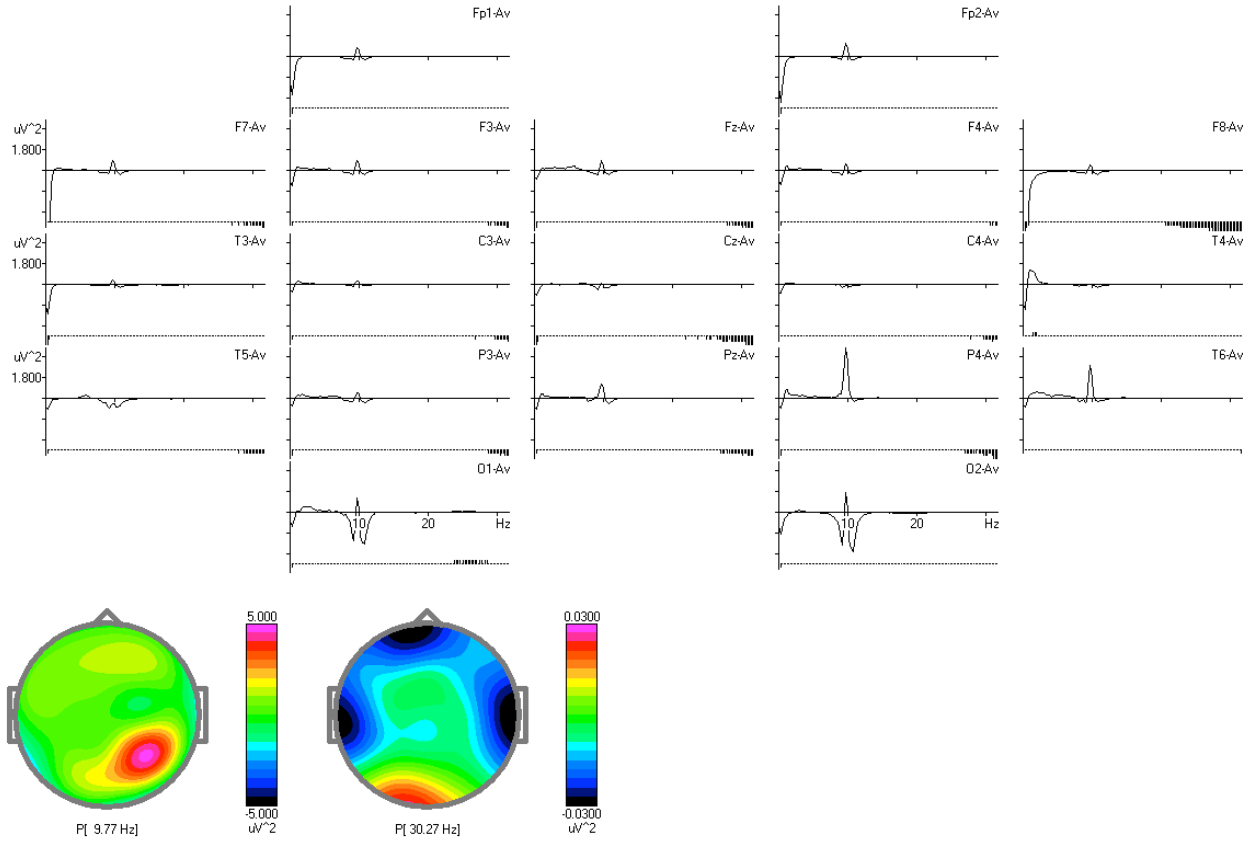 Fp1-Av Fp2-Av
uV^2 F7-Av F3-Av Fz-Av F4-Av F8-Av
1.800
uV^2 T3-Av C3-Av Cz-Av C4-Av T4-Av
1.800
uV^2 T5-Av P3-Av Pz-Av P4-Av T6-Av
1.800
O1-Av O2-Av
10 20 Hz 10 20 Hz
5.000 0.0300
-5.000 -0.0300
P[ 9.77 Hz] uV^2 P[ 30.27 Hz] uV^2